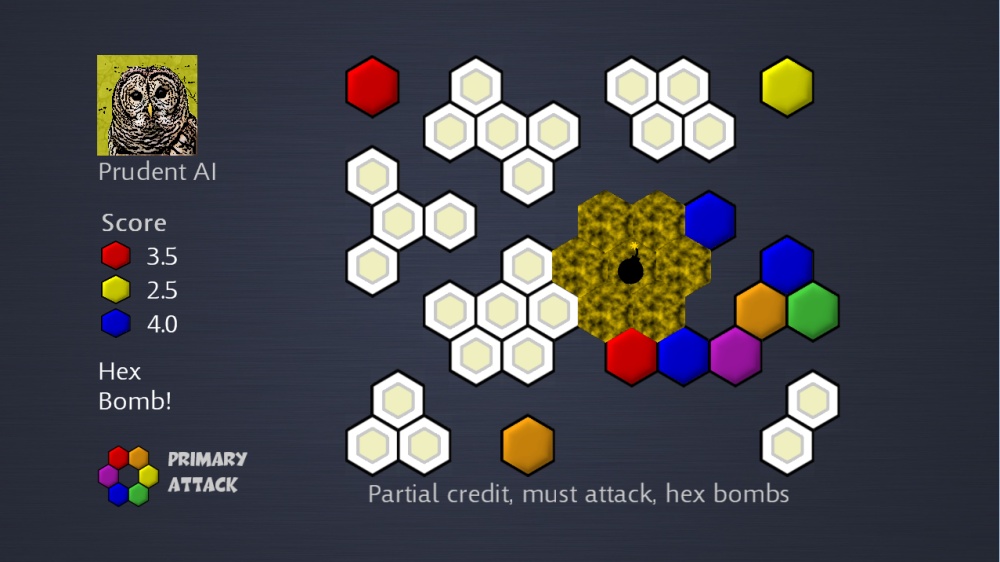 Prudent AI
Score
3.5
2.5
4.0
Hex
Bomb!
PRIMARY
ATTACK
Partial credit, must attack, hex bombs